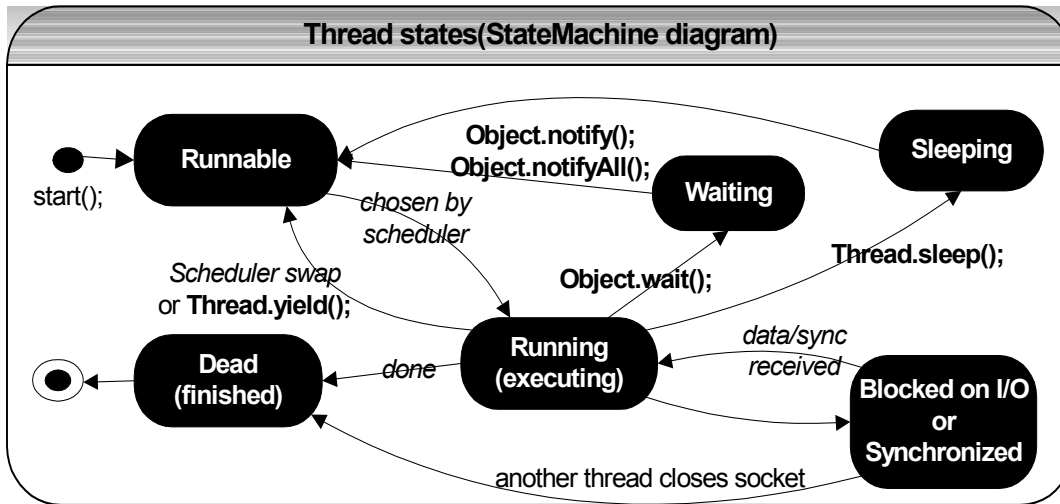 Thread states(StateMachine diagram)
Runnable
start();
Object.notify();
Object.notifyAll();
Sleeping
Waiting
chosen by
scheduler
Scheduler swap
or Thread.yield();
Object.wait();
Thread.sleep();
Dead
(finished)
done
Running
(executing)
data/sync
received
Blocked on I/O
or
Synchronized
another thread closes socket